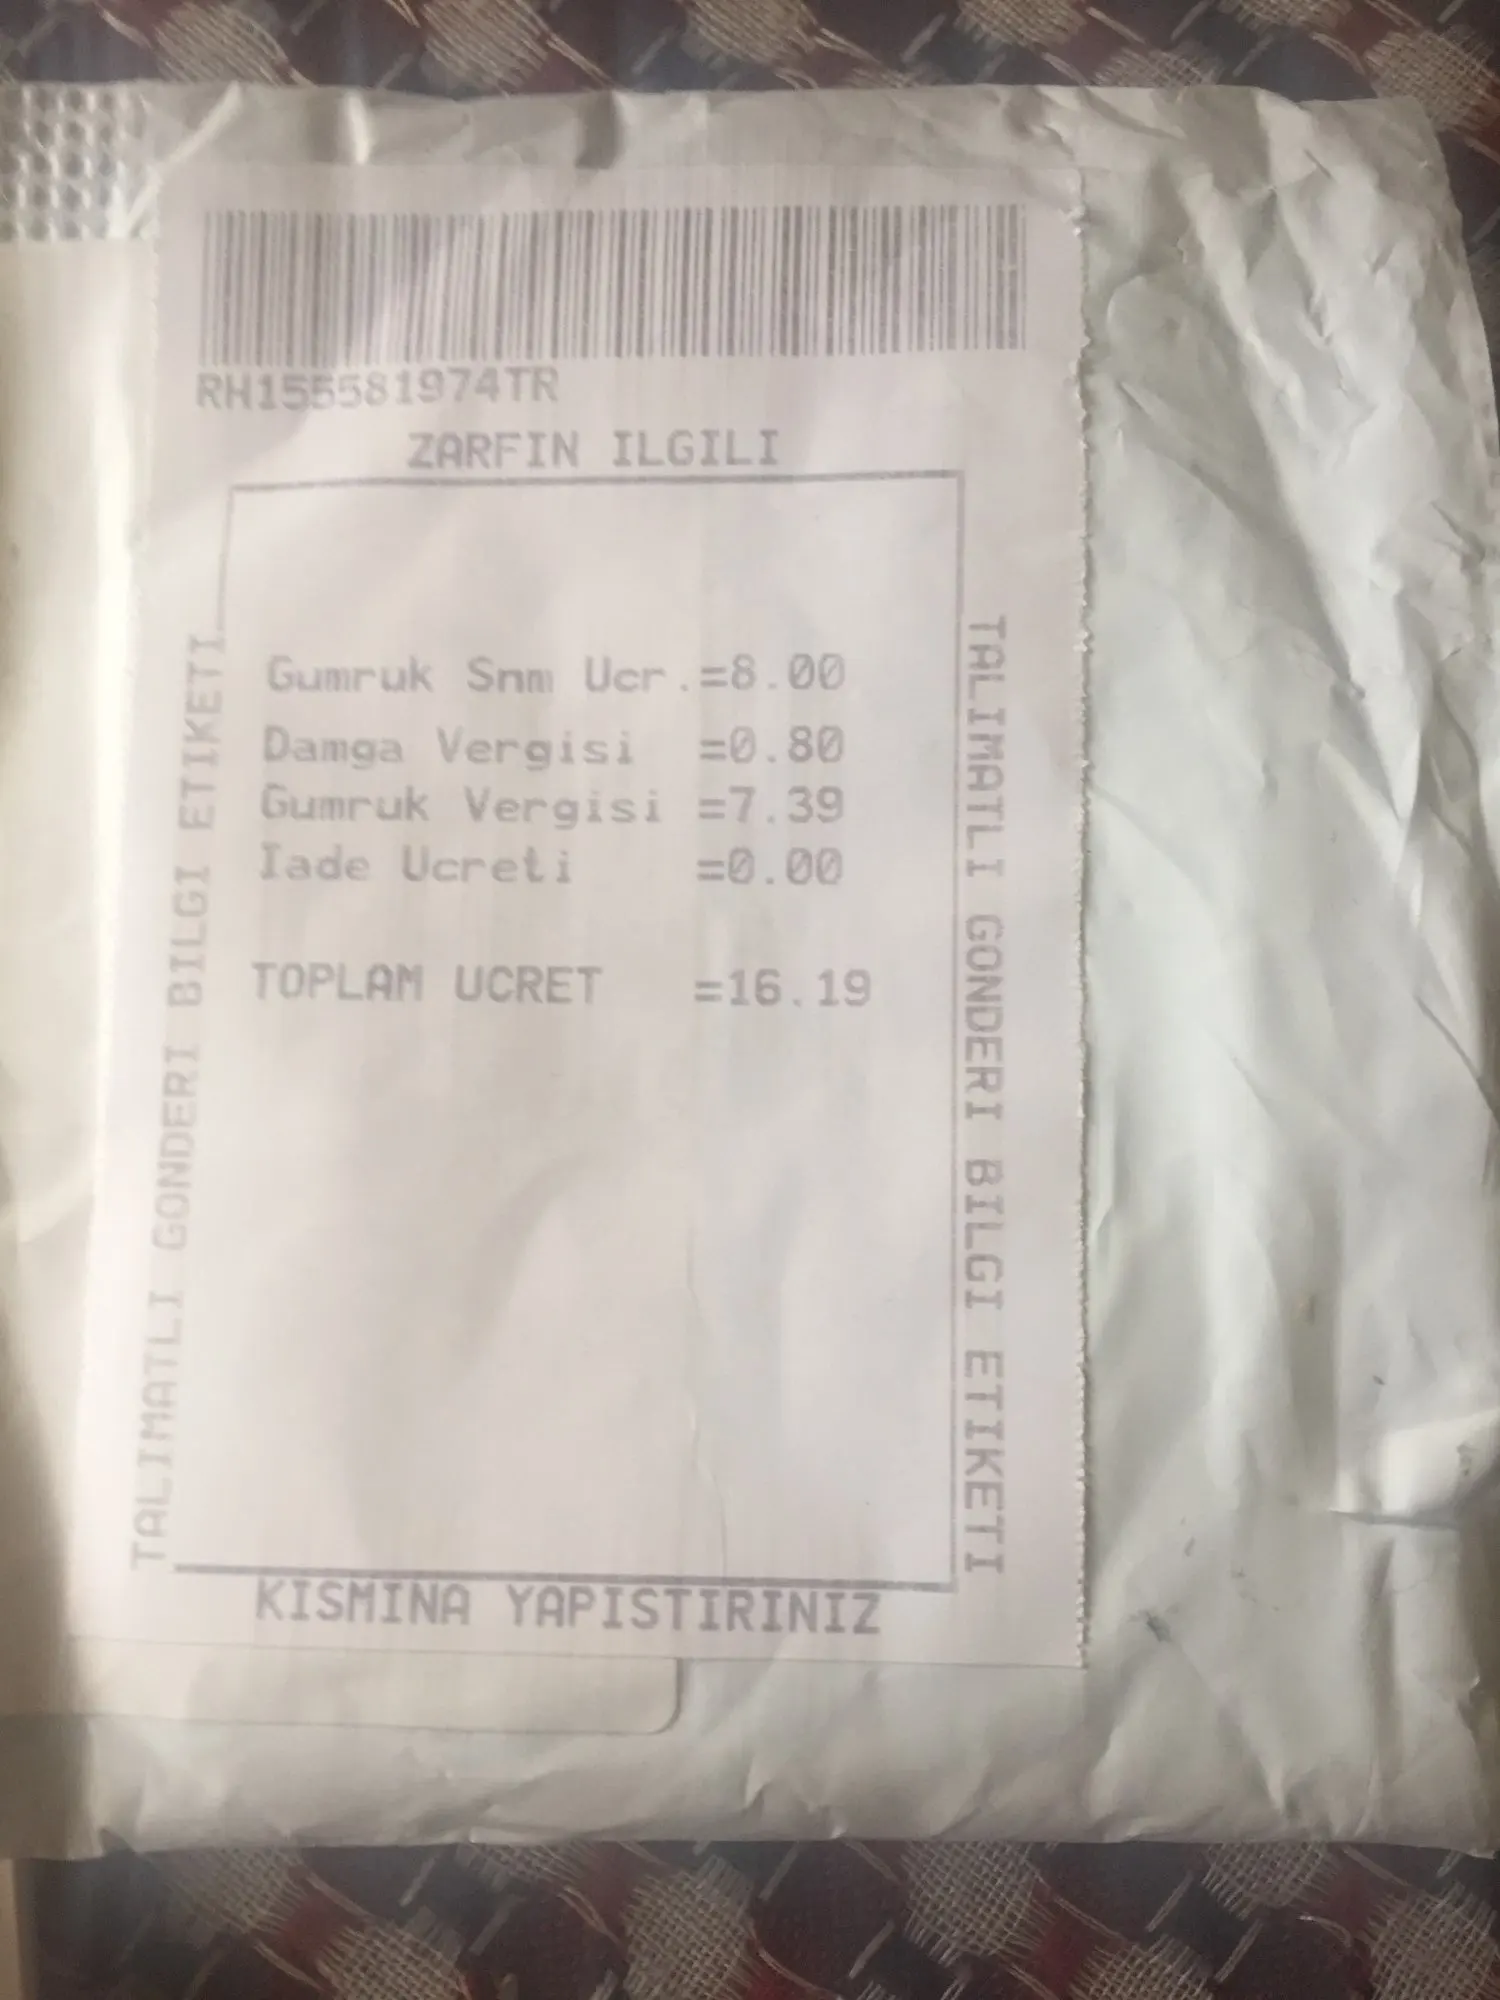 RH155581974TR
ZARFIN ILGILI
TALIMATLI GONDERI BILGI ETIKETI
Gumruk Snm Ucr.=8.00
Damga Vergisi =0.80
Gumruk Vergisi =7.39
Iade Ucreti =0.00
TOPLAM UCRET =16.19
TALIMATLI GONDERI BILGI ETIKETI
KISMINA YAPISTIRINIZ